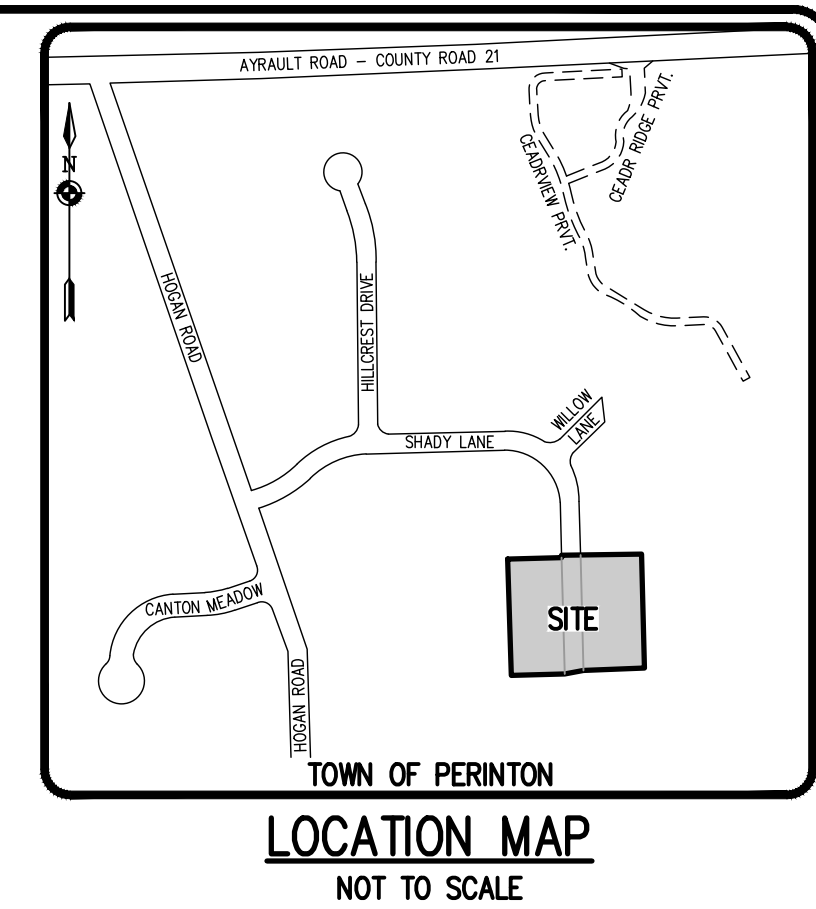 AYRAULT ROAD - COUNTY ROAD 21
N
CEADR RIDGE PRVT.
CEADRVIEW PRVT.
HOGAN ROAD
HILLCREST DRIVE
WILLOW
LANE
SHADY LANE
CANTON MEADOW
SITE
HOGAN ROAD
TOWN OF PERINTON
LOCATION MAP
NOT TO SCALE